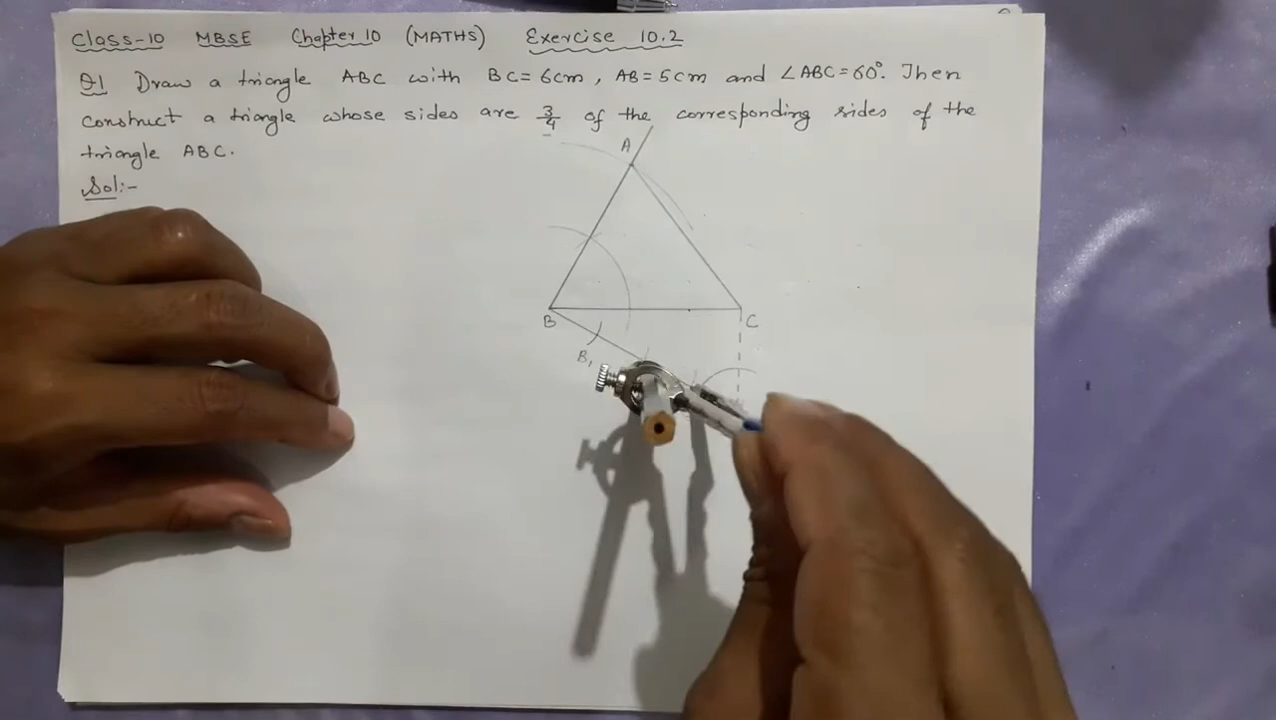 Class-10 MBSE Chapter 10 (MATHS) Exercise 10.2
Q1 Draw a triangle ABC with BC = 6cm, AB = 5cm and ∠ABC = 60°. Then
construct a triangle whose sides are 3/4 of the corresponding sides of the
triangle ABC.
Sol:-
A
B
C
B₁